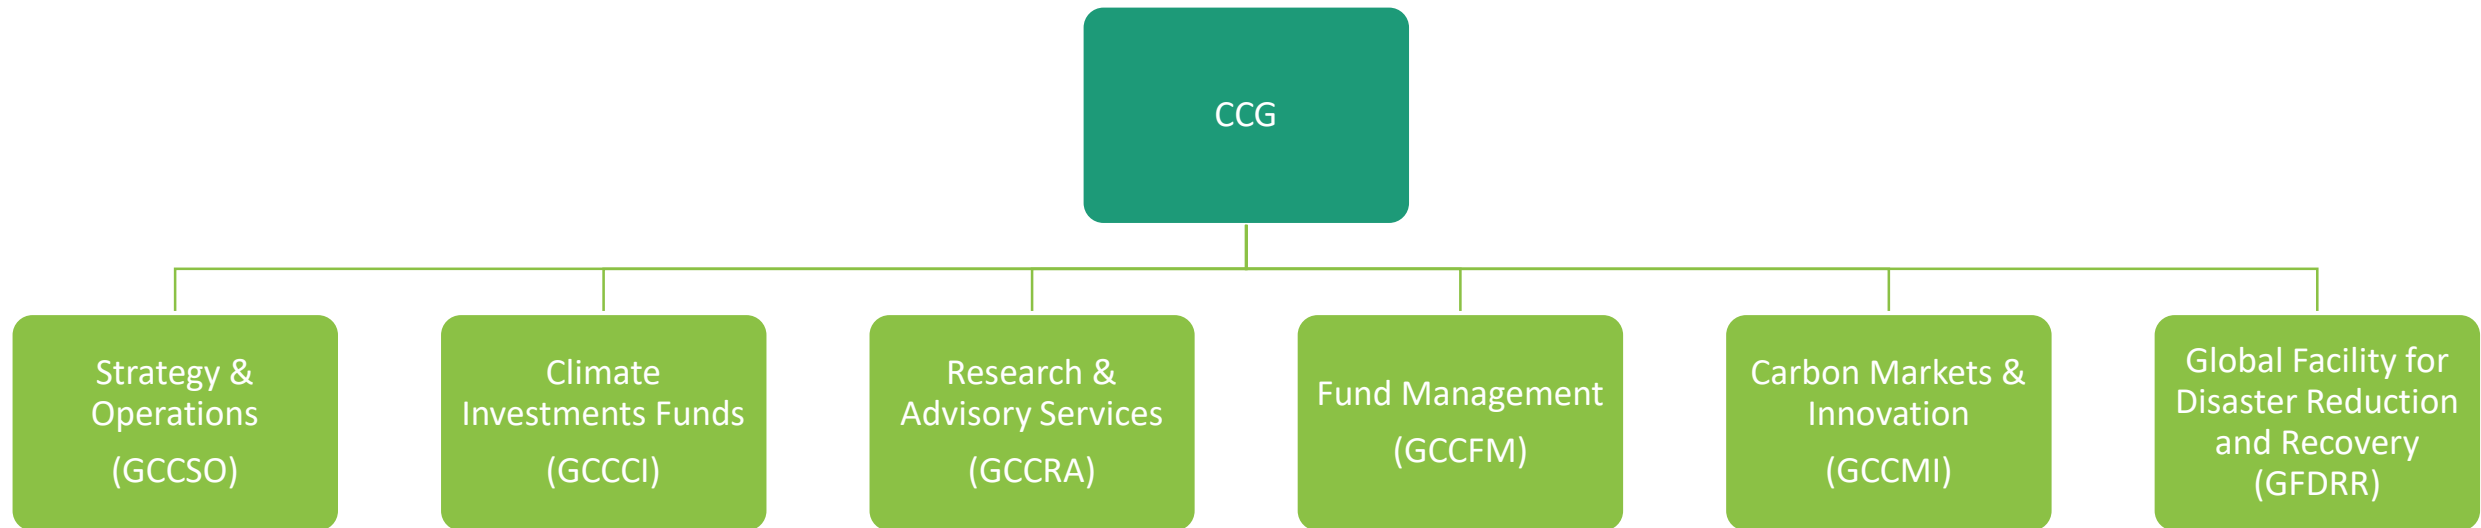 CCG
Strategy &
Operations
(GCCSO)
Climate
Investments Funds
(GCCCI)
Research &
Advisory Services
(GCCRA)
Fund Management
(GCCFM)
Carbon Markets &
Innovation
(GCCMI)
Global Facility for
Disaster Reduction
and Recovery
(GFDRR)